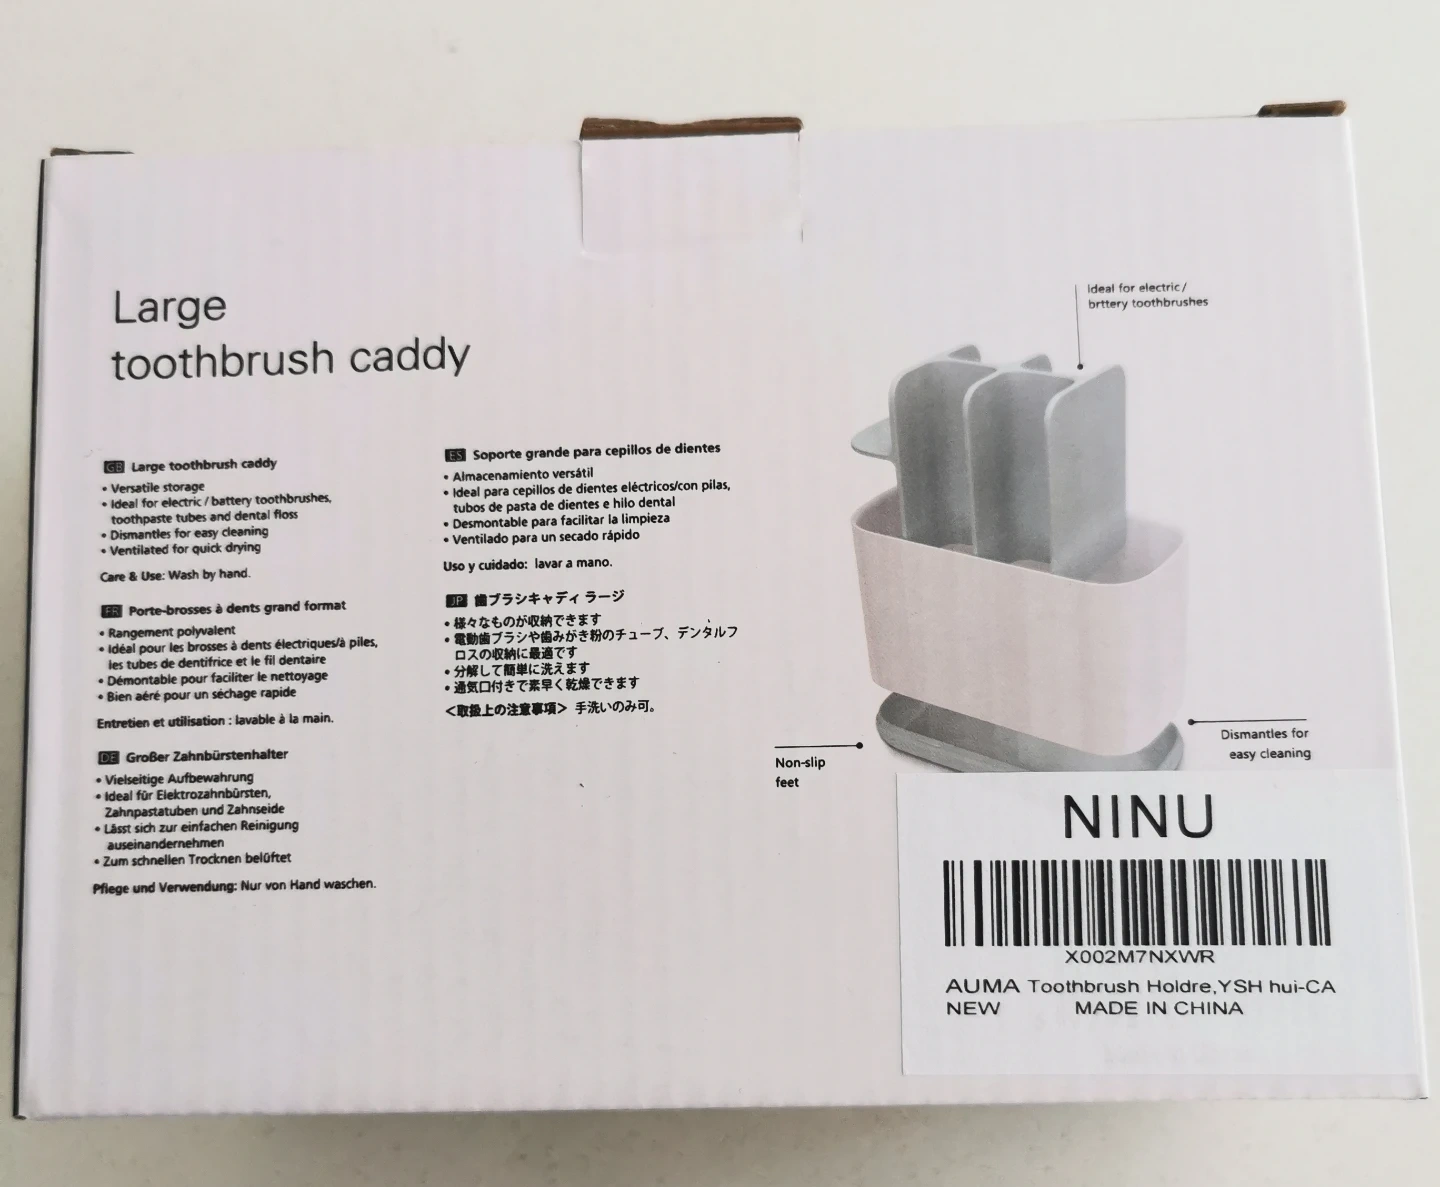 Large
toothbrush caddy
GB Large toothbrush caddy
• Versatile storage
• Ideal for electric / battery toothbrushes,
toothpaste tubes and dental floss
• Dismantles for easy cleaning
• Ventilated for quick drying
Care & Use: Wash by hand.
FR Porte-brosses à dents grand format
• Rangement polyvalent
• Idéal pour les brosses à dents électriques/à piles,
les tubes de dentifrice et le fil dentaire
• Démontable pour faciliter le nettoyage
• Bien aéré pour un séchage rapide
Entretien et utilisation : lavable à la main.
DE Großer Zahnbürstenhalter
• Vielseitige Aufbewahrung
• Ideal für Elektrozahnbürsten,
Zahnpastatuben und Zahnseide
• Lässt sich zur einfachen Reinigung
auseinandernehmen
• Zum schnellen Trocknen belüftet
Pflege und Verwendung: Nur von Hand waschen.
ES Soporte grande para cepillos de dientes
• Almacenamiento versátil
• Ideal para cepillos de dientes eléctricos/con pilas,
tubos de pasta de dientes e hilo dental
• Desmontable para facilitar la limpieza
• Ventilado para un secado rápido
Uso y cuidado: lavar a mano.
JP 歯ブラシキャディ ラージ
• 様々なものが収納できます
• 電動歯ブラシや歯みがき粉のチューブ、デンタルフ
ロスの収納に最適です
• 分解して簡単に洗えます
• 通気口付きで素早く乾燥できます
＜取扱上の注意事項＞ 手洗いのみ可。
Ideal for electric /
brttery toothbrushes
Non-slip
feet
Dismantles for
easy cleaning
NINU
X002M7NXWR
AUMA Toothbrush Holdre,YSH hui-CA
NEW MADE IN CHINA